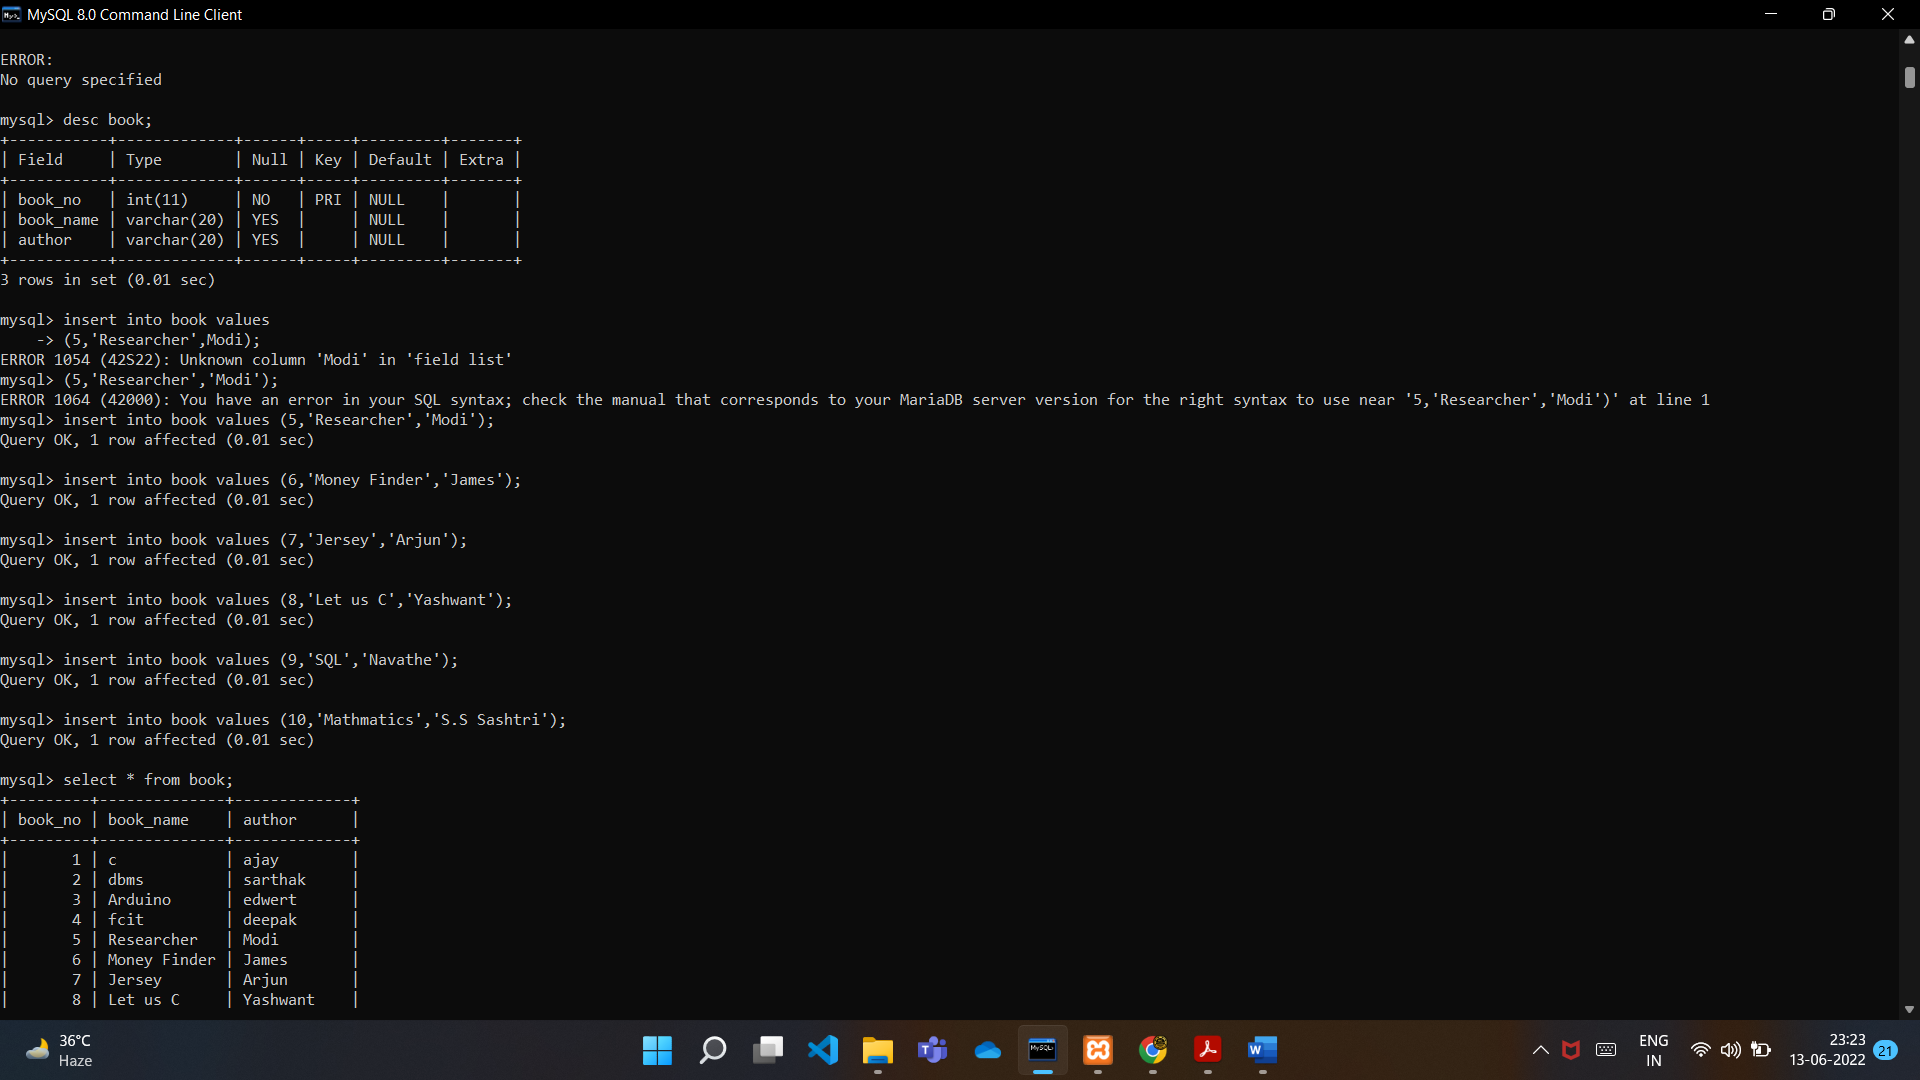 MySQL 8.0 Command Line Client
ERROR:
No query specified
mysql> desc book;
+-----------+-------------+------+-----+---------+-------+
| Field     | Type        | Null | Key | Default | Extra |
+-----------+-------------+------+-----+---------+-------+
| book_no   | int(11)     | NO   | PRI | NULL    |       |
| book_name | varchar(20) | YES  |     | NULL    |       |
| author    | varchar(20) | YES  |     | NULL    |       |
+-----------+-------------+------+-----+---------+-------+
3 rows in set (0.01 sec)
mysql> insert into book values
    -> (5,'Researcher',Modi);
ERROR 1054 (42S22): Unknown column 'Modi' in 'field list'
mysql> (5,'Researcher','Modi');
ERROR 1064 (42000): You have an error in your SQL syntax; check the manual that corresponds to your MariaDB server version for the right syntax to use near '5,'Researcher','Modi')' at line 1
mysql> insert into book values (5,'Researcher','Modi');
Query OK, 1 row affected (0.01 sec)
mysql> insert into book values (6,'Money Finder','James');
Query OK, 1 row affected (0.01 sec)
mysql> insert into book values (7,'Jersey','Arjun');
Query OK, 1 row affected (0.01 sec)
mysql> insert into book values (8,'Let us C','Yashwant');
Query OK, 1 row affected (0.01 sec)
mysql> insert into book values (9,'SQL','Navathe');
Query OK, 1 row affected (0.01 sec)
mysql> insert into book values (10,'Mathmatics','S.S Sashtri');
Query OK, 1 row affected (0.01 sec)
mysql> select * from book;
+---------+--------------+-------------+
| book_no | book_name    | author      |
+---------+--------------+-------------+
|       1 | c            | ajay        |
|       2 | dbms         | sarthak     |
|       3 | Arduino      | edwert      |
|       4 | fcit         | deepak      |
|       5 | Researcher   | Modi        |
|       6 | Money Finder | James       |
|       7 | Jersey       | Arjun       |
|       8 | Let us C     | Yashwant    |
36°C
Haze
ENG
IN
23:23
13-06-2022
21